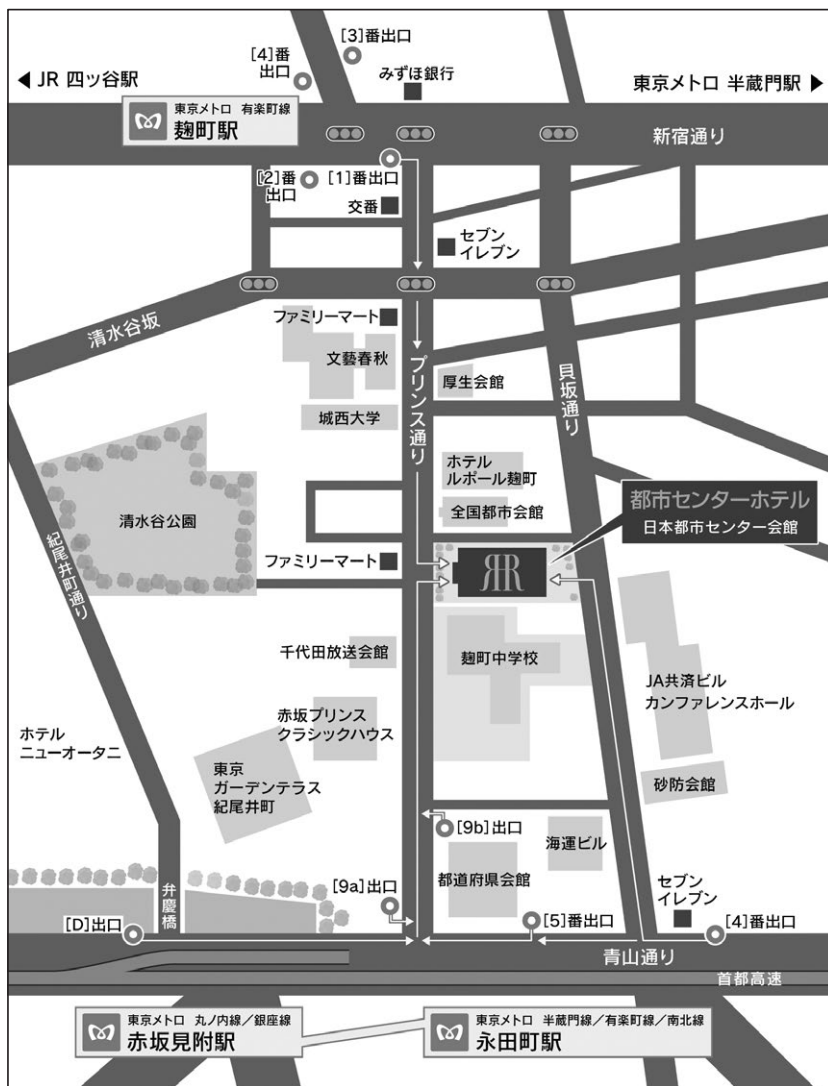 [3]番出口
[4]番
出口
みずほ銀行
◀ JR 四ッ谷駅
東京メトロ 半蔵門駅 ▶
東京メトロ 有楽町線
麹町駅
新宿通り
[2]番
出口
[1]番出口
交番
セブン
イレブン
清水谷坂
ファミリーマート
文藝春秋
プリンス通り
厚生会館
貝坂通り
城西大学
ホテル
ルポール麹町
全国都市会館
都市センターホテル
日本都市センター会館
清水谷公園
紀尾井町通り
ファミリーマート
千代田放送会館
麹町中学校
JA共済ビル
カンファレンスホール
赤坂プリンス
クラシックハウス
ホテル
ニューオータニ
東京
ガーデンテラス
紀尾井町
砂防会館
[9b]出口
海運ビル
都道府県会館
[9a]出口
弁慶橋
セブン
イレブン
[D]出口
[5]番出口
[4]番出口
青山通り
首都高速
東京メトロ 丸ノ内線/銀座線
赤坂見附駅
東京メトロ 半蔵門線/有楽町線/南北線
永田町駅